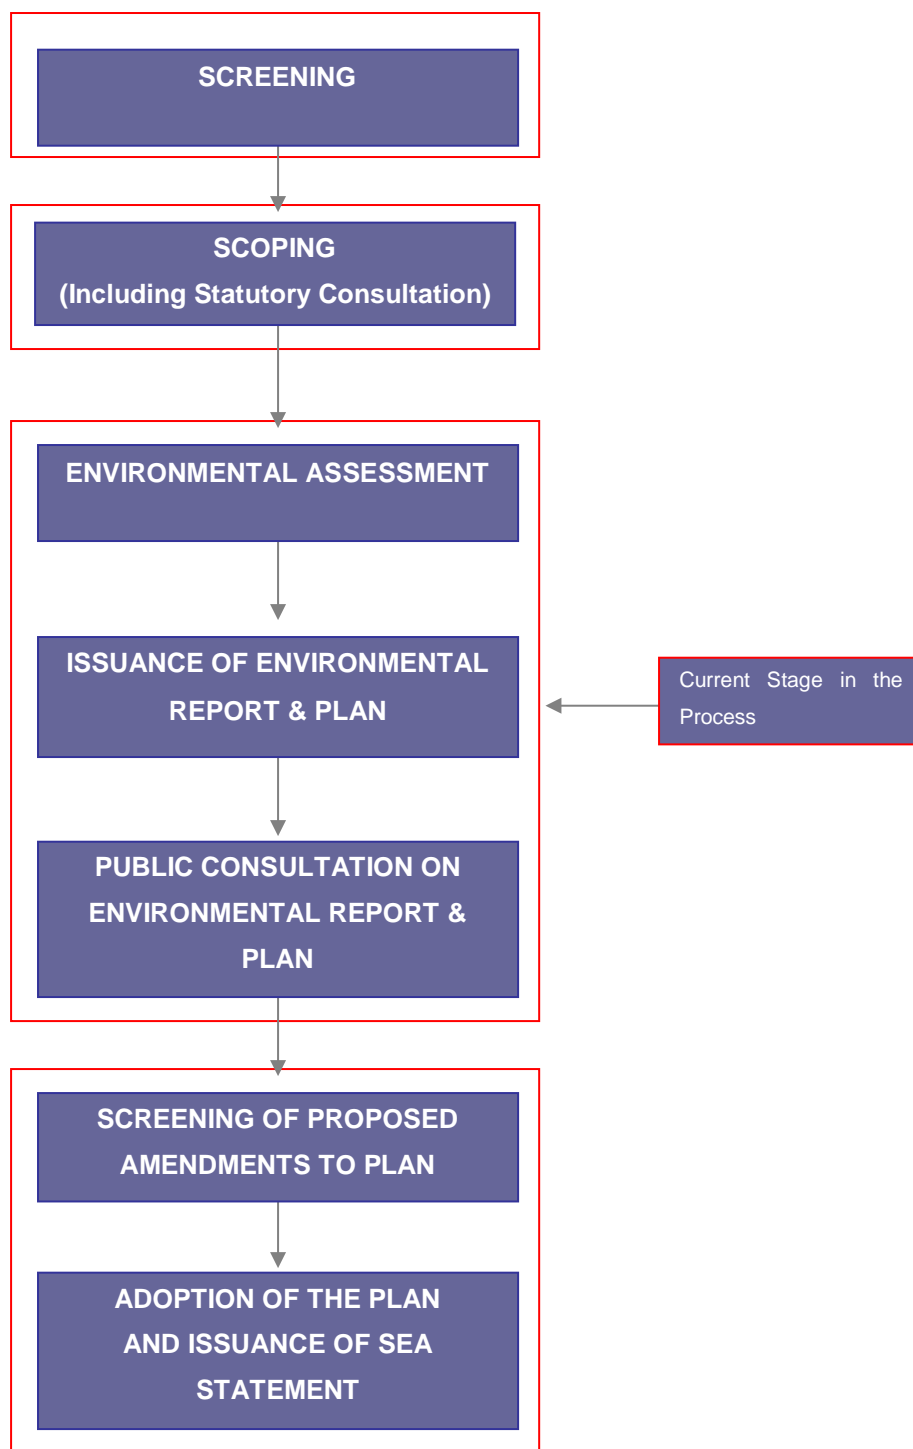 SCREENING
SCOPING
(Including Statutory Consultation)
ENVIRONMENTAL ASSESSMENT
ISSUANCE OF ENVIRONMENTAL
REPORT & PLAN
Current Stage in the
Process
PUBLIC CONSULTATION ON
ENVIRONMENTAL REPORT &
PLAN
SCREENING OF PROPOSED
AMENDMENTS TO PLAN
ADOPTION OF THE PLAN
AND ISSUANCE OF SEA
STATEMENT